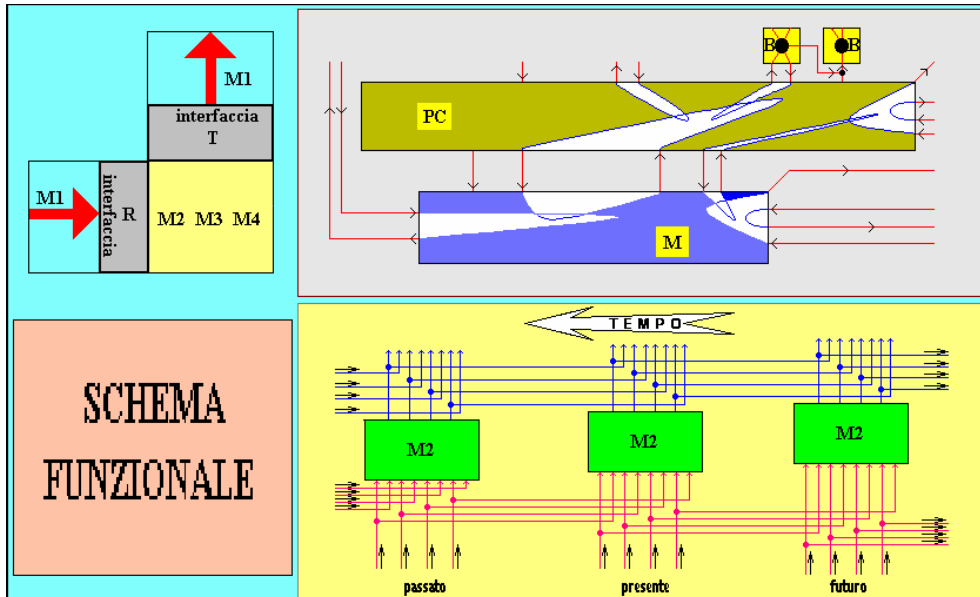 M1
interfaccia
T
M1
interfaccia
R
M2 M3 M4
SCHEMA
FUNZIONALE
B
B
PC
M
TEMPO
M2
M2
M2
passato
presente
futuro